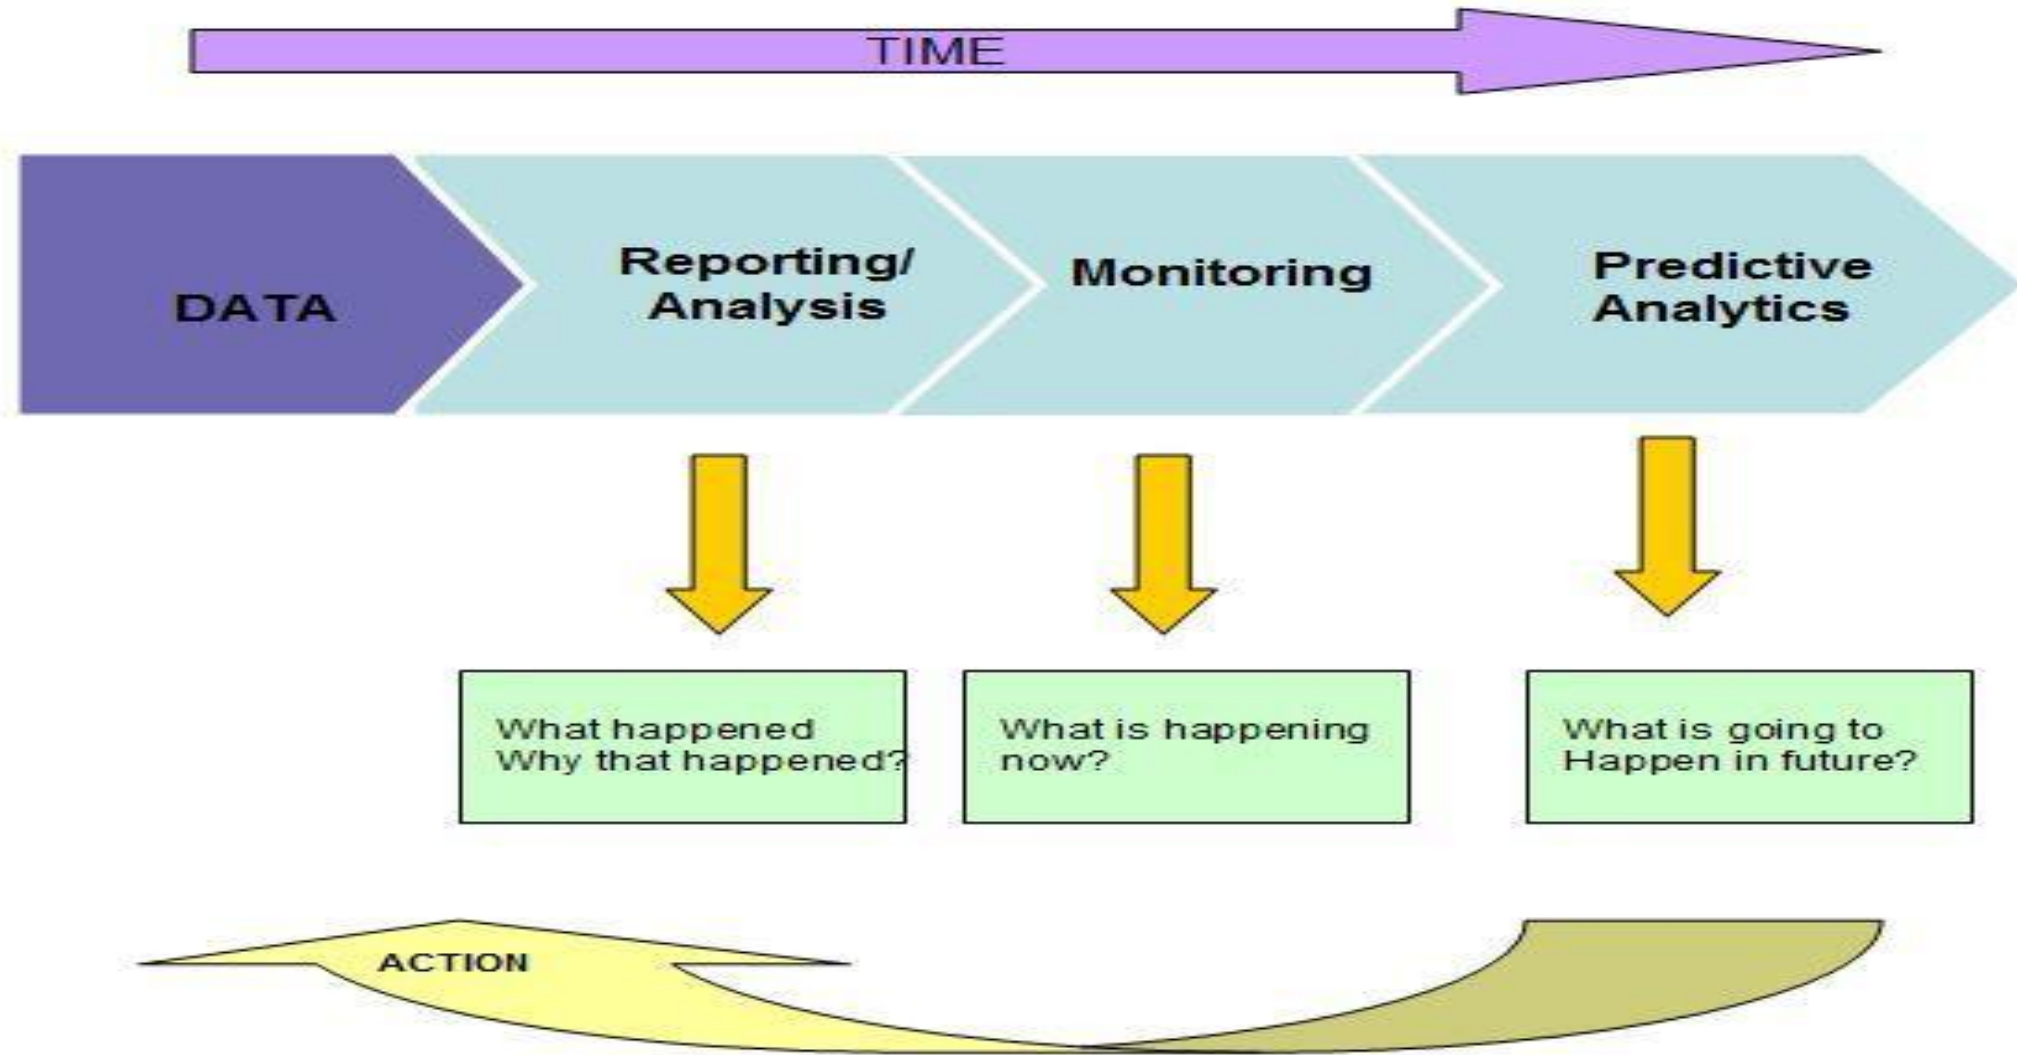 TIME
DATA
Reporting/
Analysis
Monitoring
Predictive
Analytics
What happened
Why that happened?
What is happening
now?
What is going to
Happen in future?
ACTION